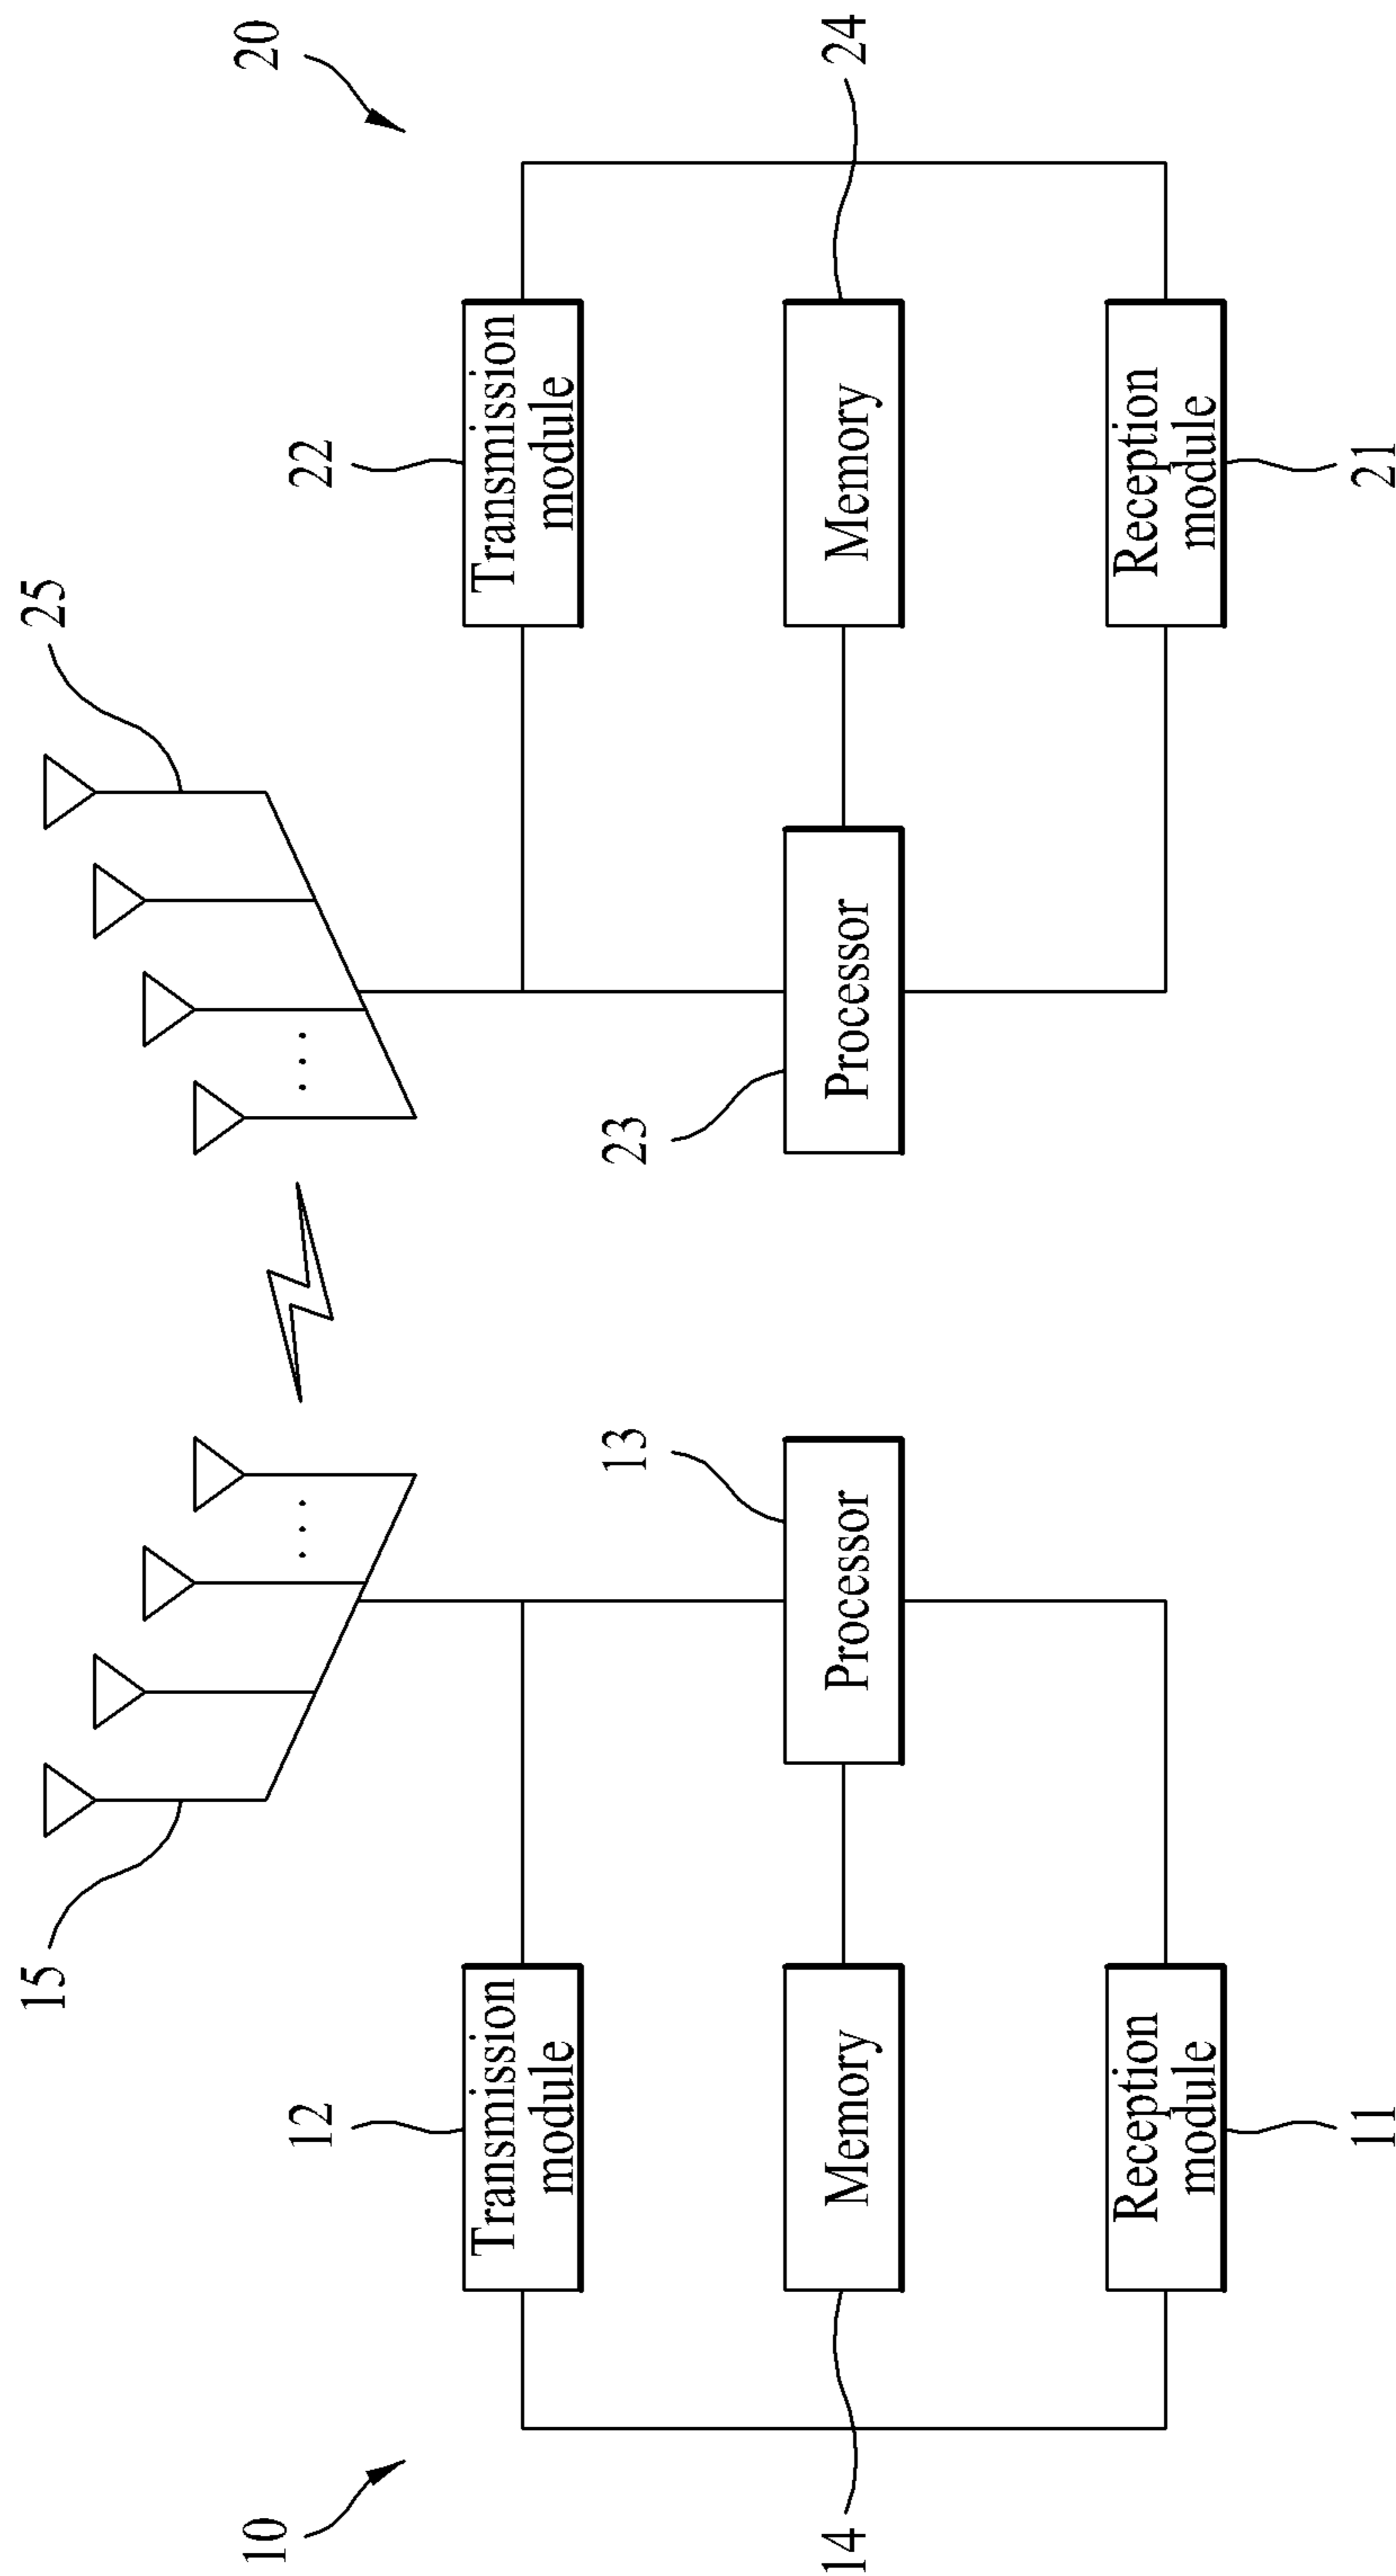 15
25
10
12
13
20
22
Transmission
module
Transmission
module
23
14
Memory
Processor
Processor
Memory
24
Reception
module
Reception
module
11
21